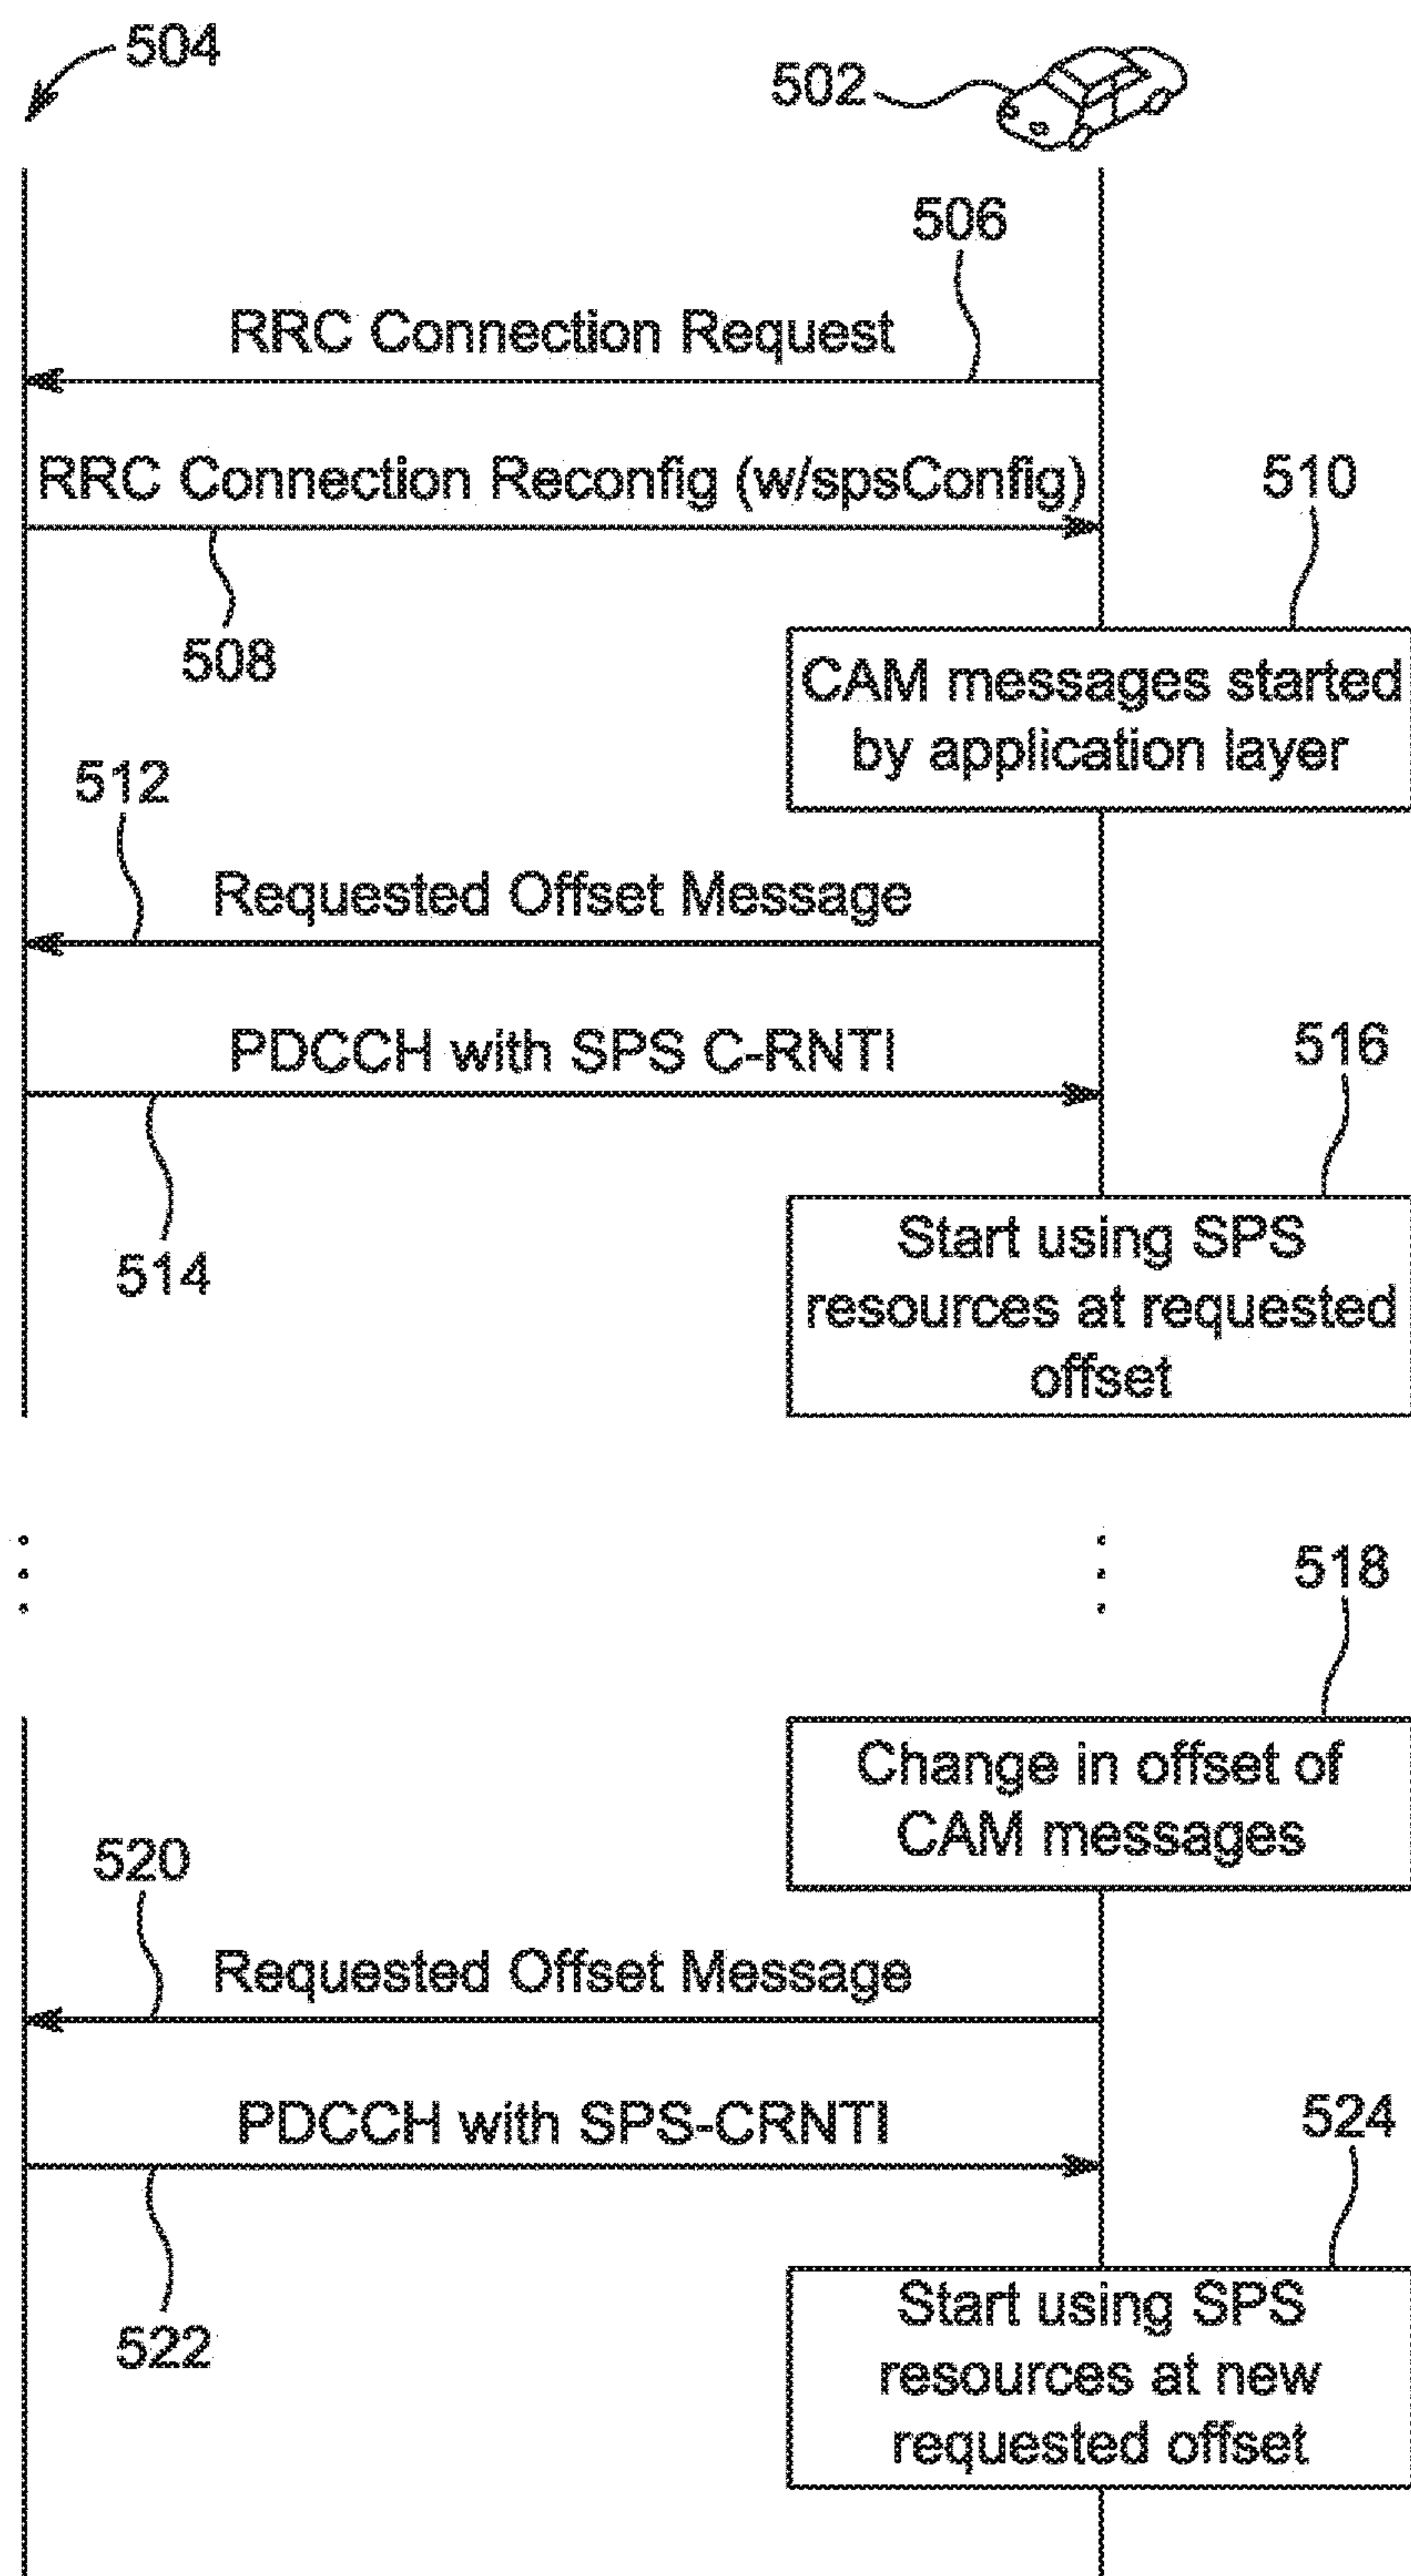 504
502
506
RRC Connection Request
RRC Connection Reconfig (w/spsConfig)
510
508
CAM messages started
by application layer
512
Requested Offset Message
PDCCH with SPS C-RNTI
516
514
Start using SPS
resources at requested
offset
518
Change in offset of
CAM messages
520
Requested Offset Message
PDCCH with SPS-CRNTI
524
522
Start using SPS
resources at new
requested offset